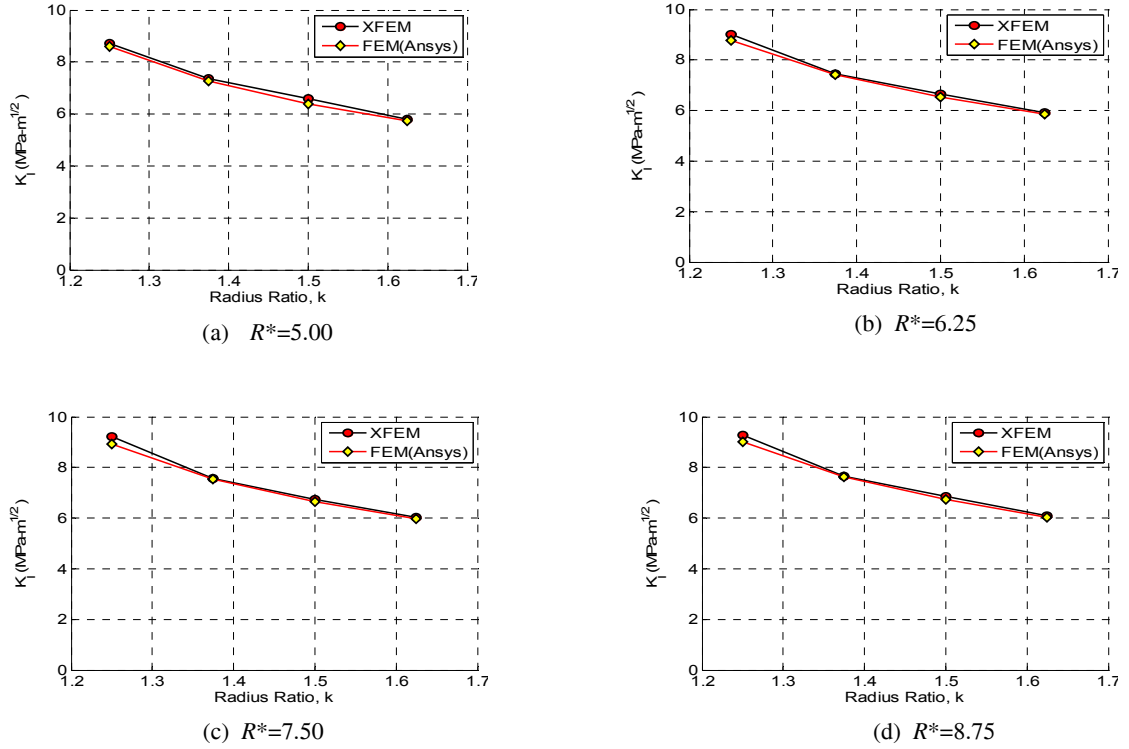 10
8
6
4
2
0
K_I (MPa-m^1/2)
XFEM
FEM(Ansys)
1.2 1.3 1.4 1.5 1.6 1.7
Radius Ratio, k
(a) R*=5.00
10
8
6
4
2
0
K_I (MPa-m^1/2)
XFEM
FEM(Ansys)
1.2 1.3 1.4 1.5 1.6 1.7
Radius Ratio, k
(b) R*=6.25
10
8
6
4
2
0
K_I (MPa-m^1/2)
XFEM
FEM(Ansys)
1.2 1.3 1.4 1.5 1.6 1.7
Radius Ratio, k
(c) R*=7.50
10
8
6
4
2
0
K_I (MPa-m^1/2)
XFEM
FEM(Ansys)
1.2 1.3 1.4 1.5 1.6 1.7
Radius Ratio, k
(d) R*=8.75